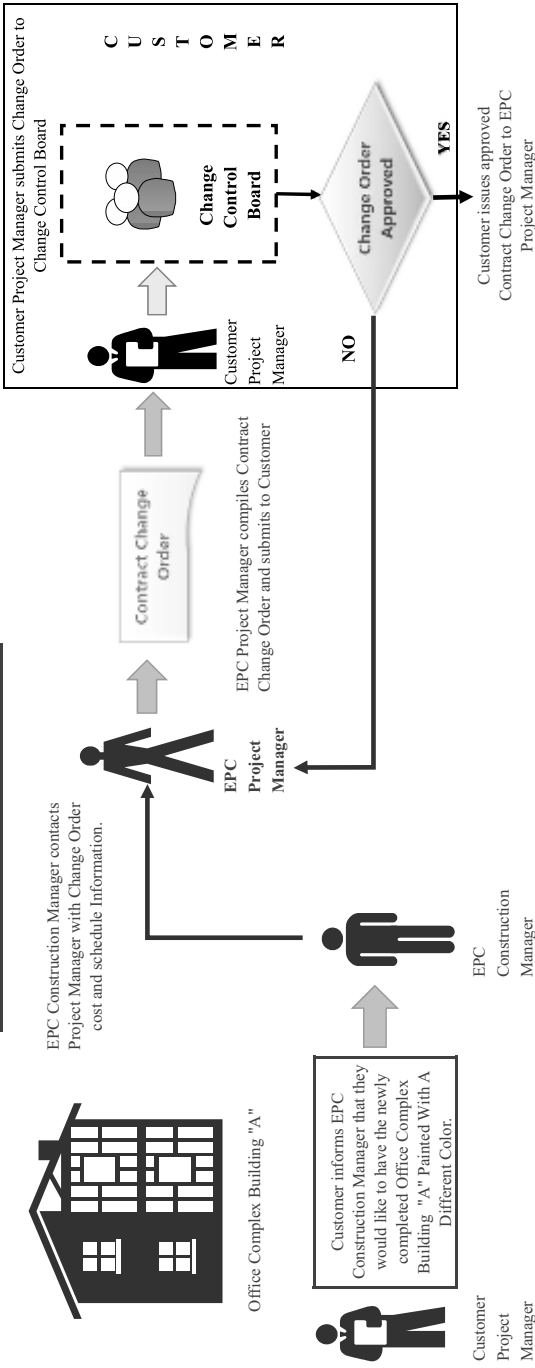 Office Complex Building "A"
Customer
Project
Manager
Customer informs EPC
Construction Manager that they
would like to have the newly
completed Office Complex
Building "A" Painted With A
Different Color.
EPC
Construction
Manager
EPC Construction Manager contacts
Project Manager with Change Order
cost and schedule Information.
EPC
Project
Manager
Contract Change
Order
EPC Project Manager compiles Contract
Change Order and submits to Customer
Customer Project Manager submits Change Order to
Change Control Board
Customer
Project
Manager
Change
Control
Board
C
U
S
T
O
M
E
R
Change Order
Approved
NO
YES
Customer issues approved
Contract Change Order to EPC
Project Manager